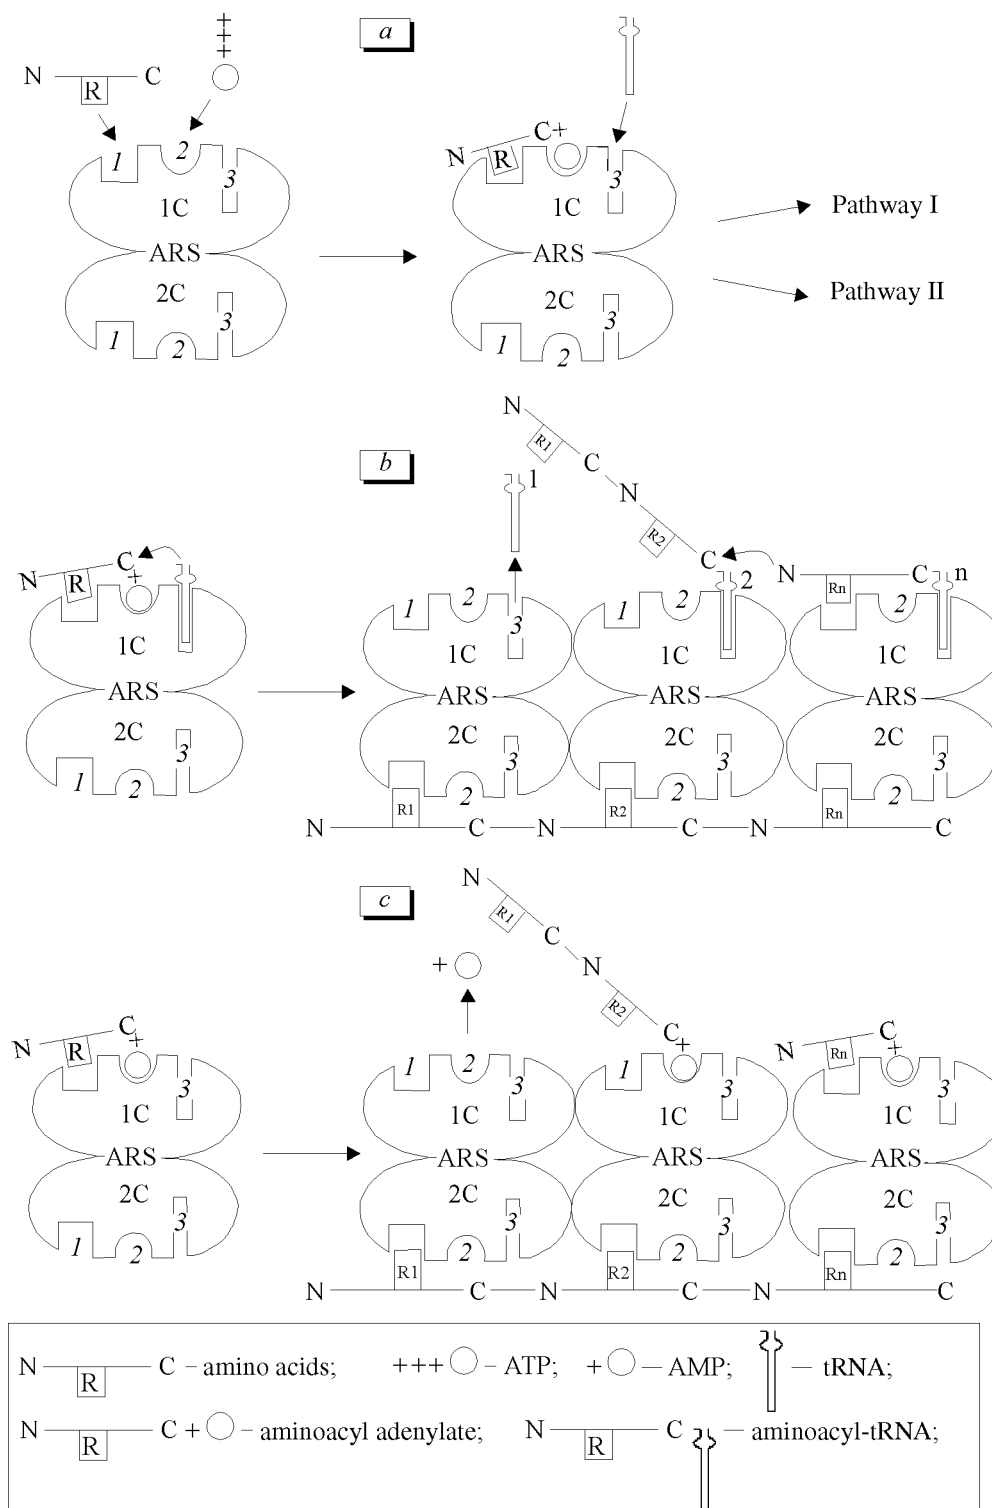 a
+
+
+
N C
R
1 2 3
1C
ARS
2C
1 2 3
N C+
R
3
1C
ARS
2C
1 2 3
Pathway I
Pathway II
b
N C
+
R
1C
ARS
2C
1 2 3
N
R1
C
N
R2
C
1
2
N C n
Rn
1 2 3
1C
ARS
2C
2 3
1 2
1C
ARS
2C
2 3
2
1C
ARS
2C
2 3
R1 R2 Rn
N C N C N C
c
N C
+
R
3
1C
ARS
2C
1 2 3
N
R1
C
N
R2
C
+
+
N C
+
Rn
1 2 3
1C
ARS
2C
2 3
1 3
1C
ARS
2C
2 3
3
1C
ARS
2C
2 3
R1 R2 Rn
N C N C N C
N C – amino acids; +++ – ATP; + — AMP; — tRNA;
R
N C + – aminoacyl adenylate; N C — aminoacyl-tRNA;
R R